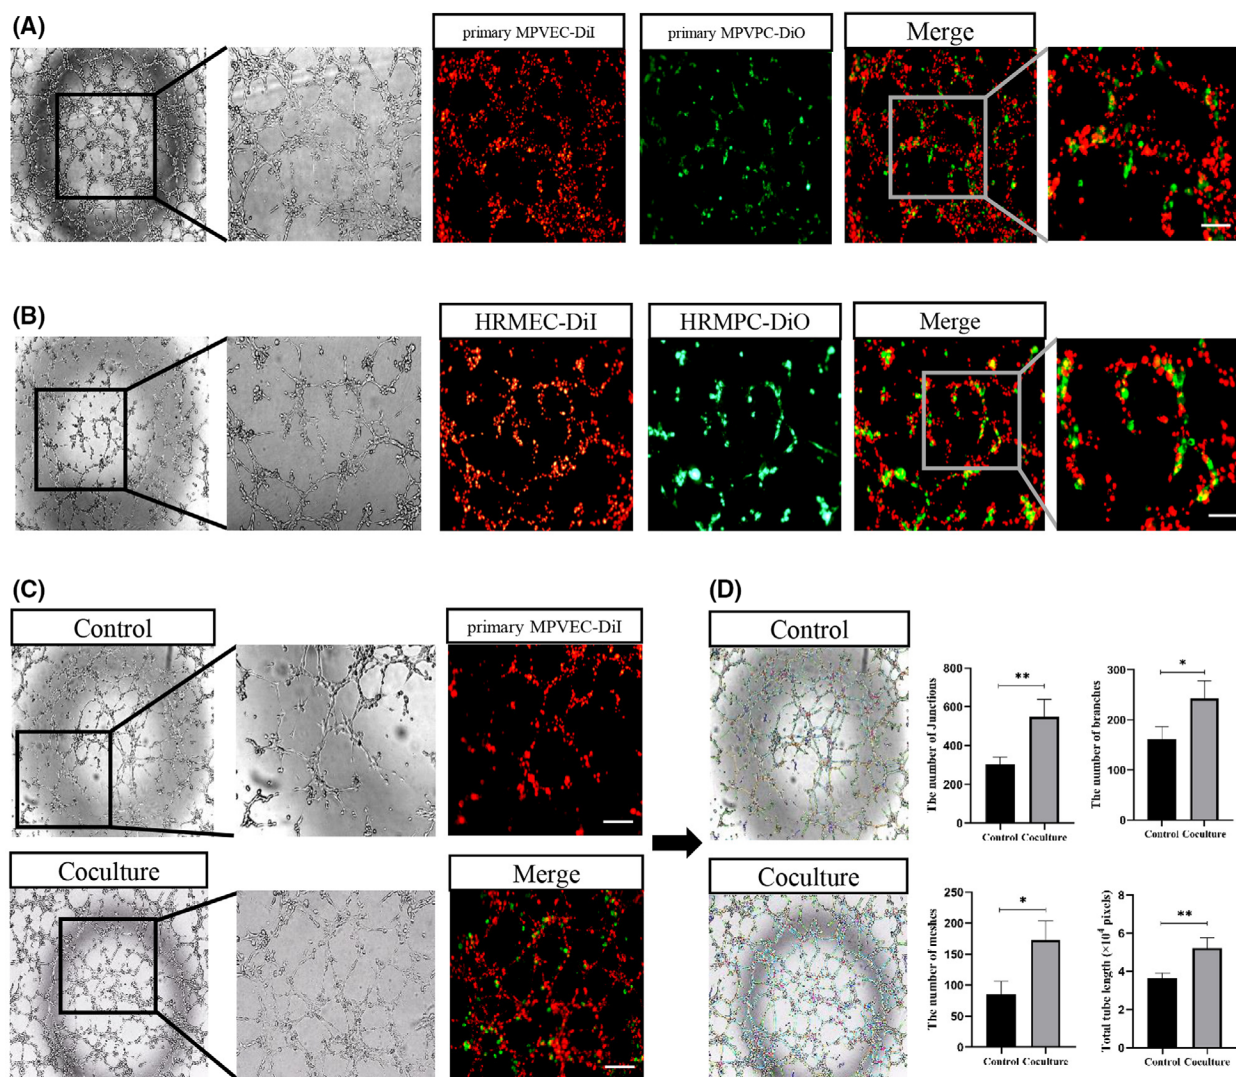 (A)
primary MPVEC-DiI
primary MPVPC-DiO
Merge
(B)
HRMEC-DiI
HRMPC-DiO
Merge
(C)
Control
primary MPVEC-DiI
Coculture
Merge
(D)
Control
Coculture
The number of Junctions
800
600
400
200
0
**
Control Coculture
The number of branches
300
200
100
0
*
Control Coculture
The number of meshes
250
200
150
100
50
0
*
Control Coculture
Total tube length (×10⁴ pixels)
8
6
4
2
0
**
Control Coculture